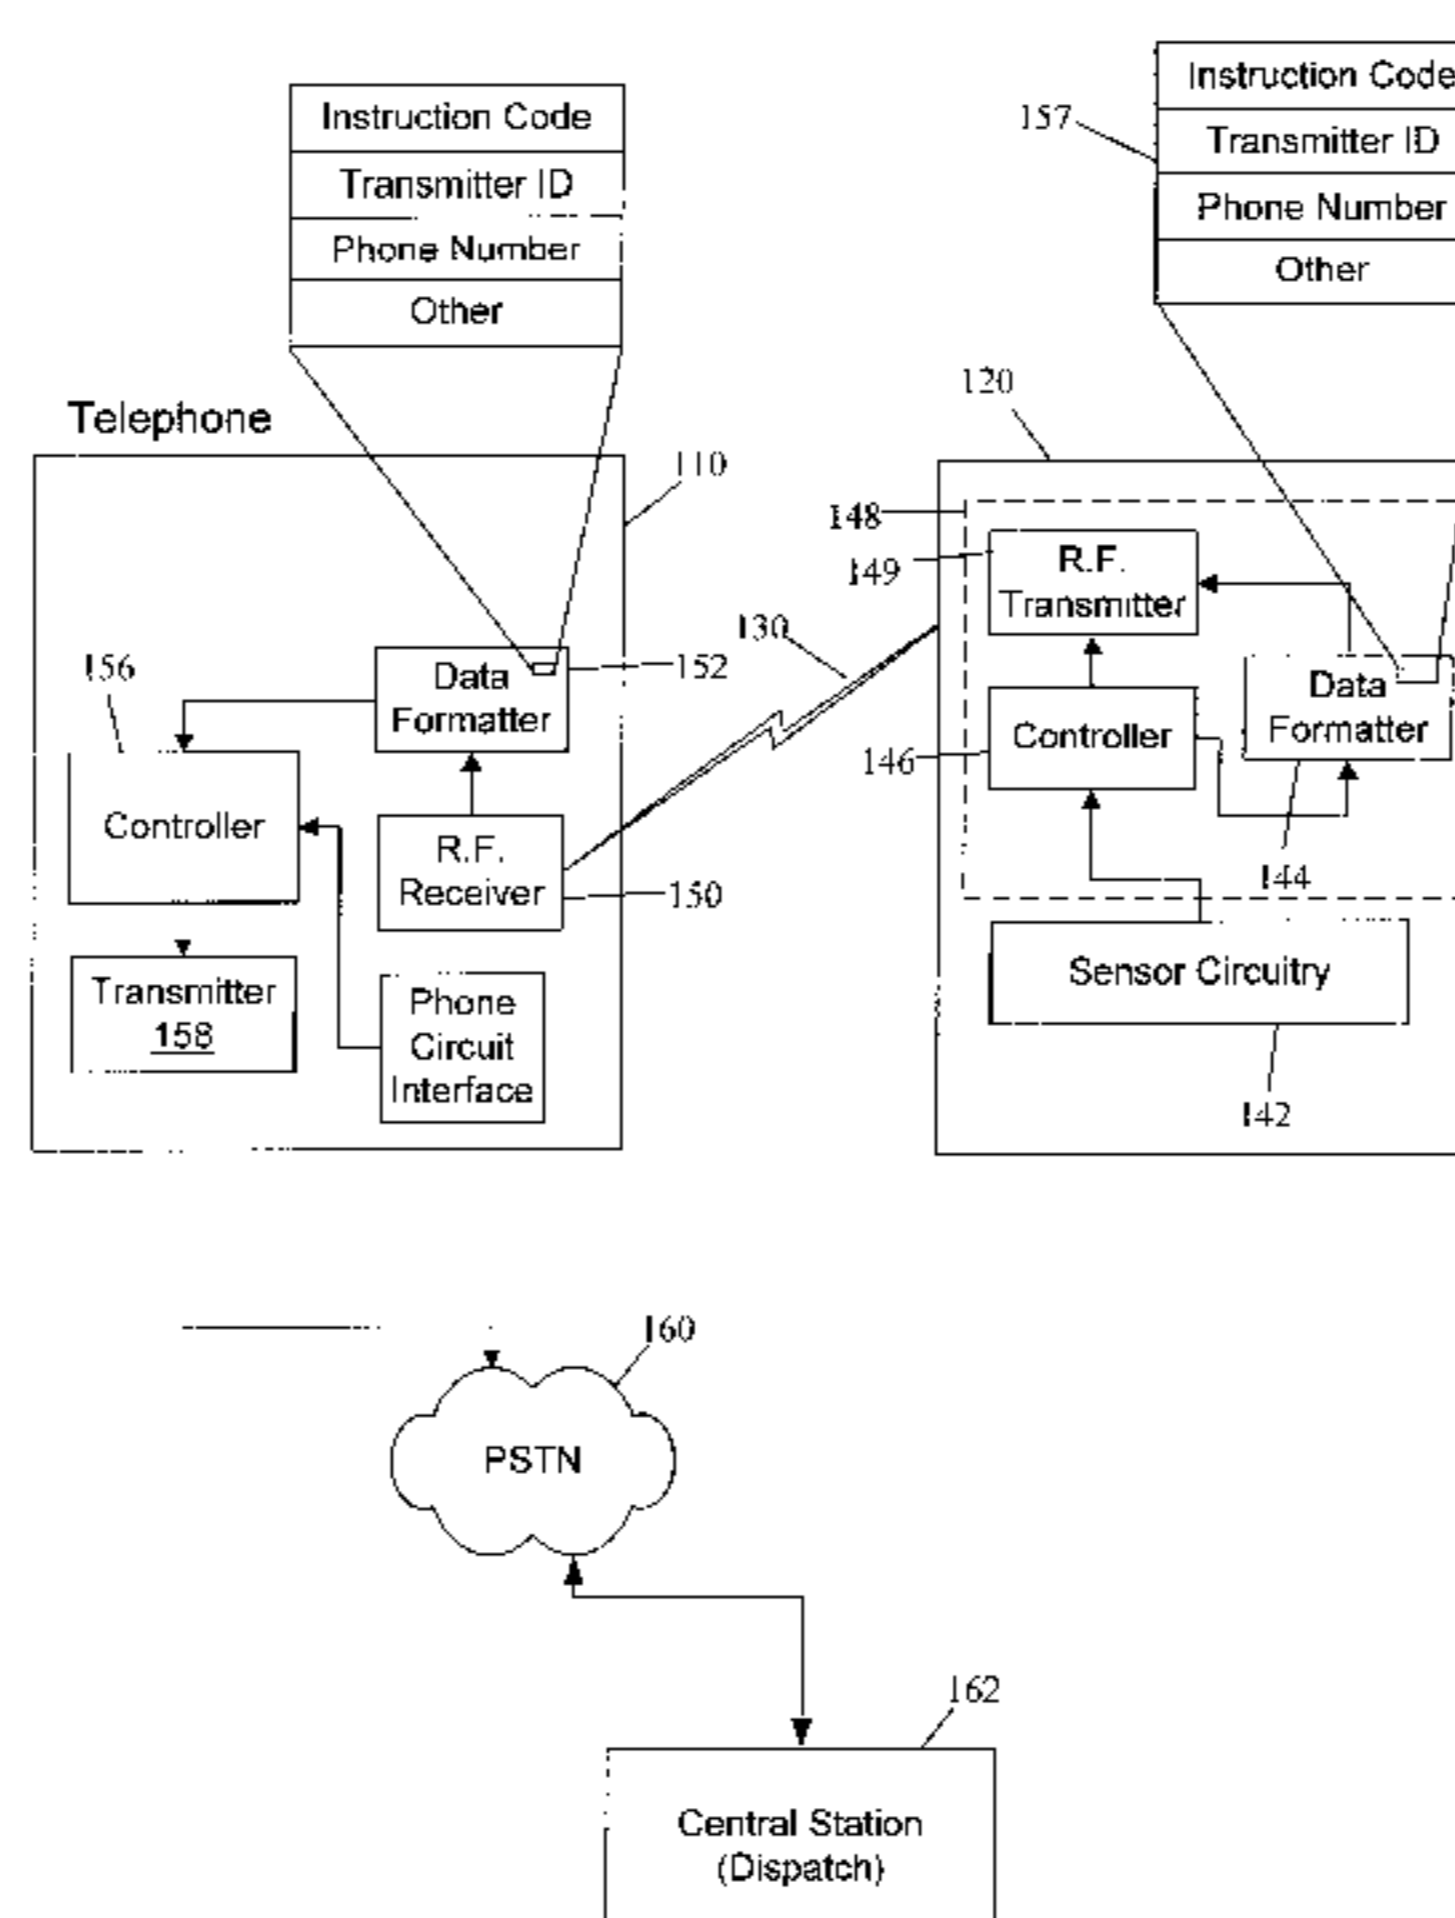 Instruction Code
Transmitter ID
Phone Number
Other
157
Instruction Code
Transmitter ID
Phone Number
Other
Telephone
110
120
148
149
R.F.
Transmitter
130
156
Data
Formatter
152
146
Controller
Data
Formatter
Controller
R.F.
Receiver
150
144
Transmitter
158
Phone
Circuit
Interface
Sensor Circuitry
142
160
PSTN
162
Central Station
(Dispatch)